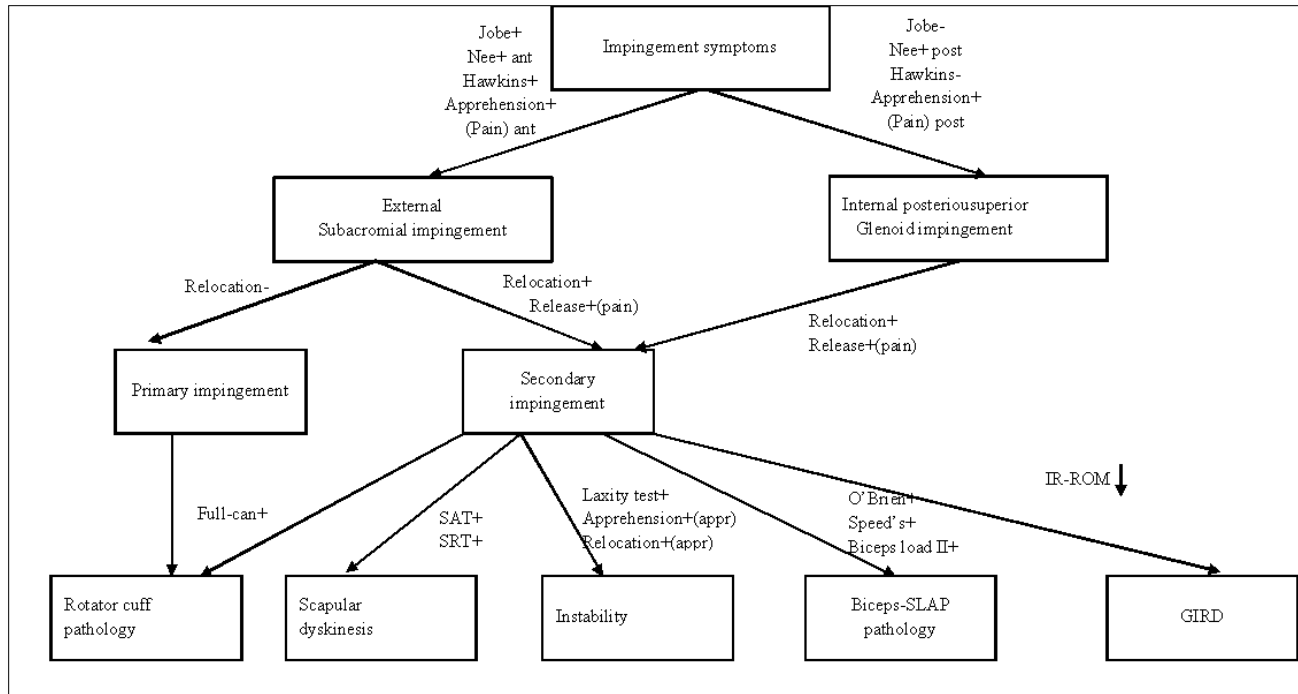 Jobe+
Nee+ ant
Hawkins+
Apprehension+
(Pain) ant
Impingement symptoms
Jobe-
Nee+ post
Hawkins-
Apprehension+
(Pain) post
External
Subacromial impingement
Internal posteriousuperior
Glenoid impingement
Relocation-
Relocation+
Release+(pain)
Relocation+
Release+(pain)
Primary impingement
Secondary
impingement
Full-can+
SAT+
SRT+
Laxity test+
Apprehension+(appr)
Relocation+(appr)
O’Brien+
Speed’s+
Biceps load II+
IR-ROM
Rotator cuff
pathology
Scapular
dyskinesis
Instability
Biceps-SLAP
pathology
GIRD